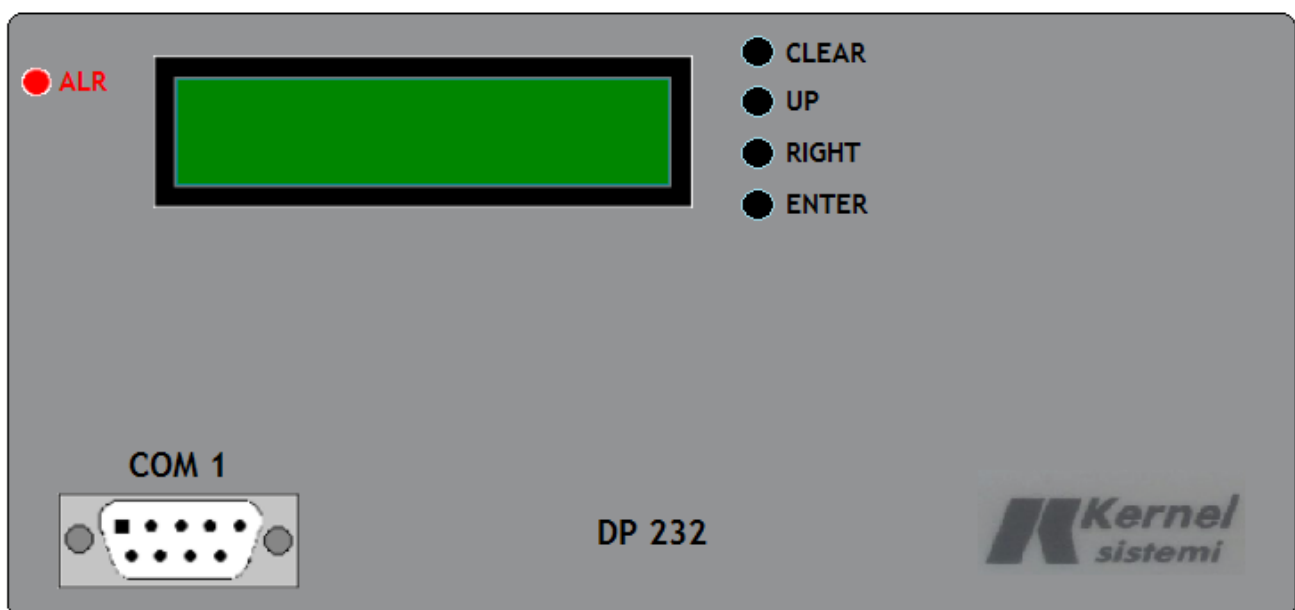 ALR
CLEAR
UP
RIGHT
ENTER
COM 1
DP 232
Kernel
sistemi